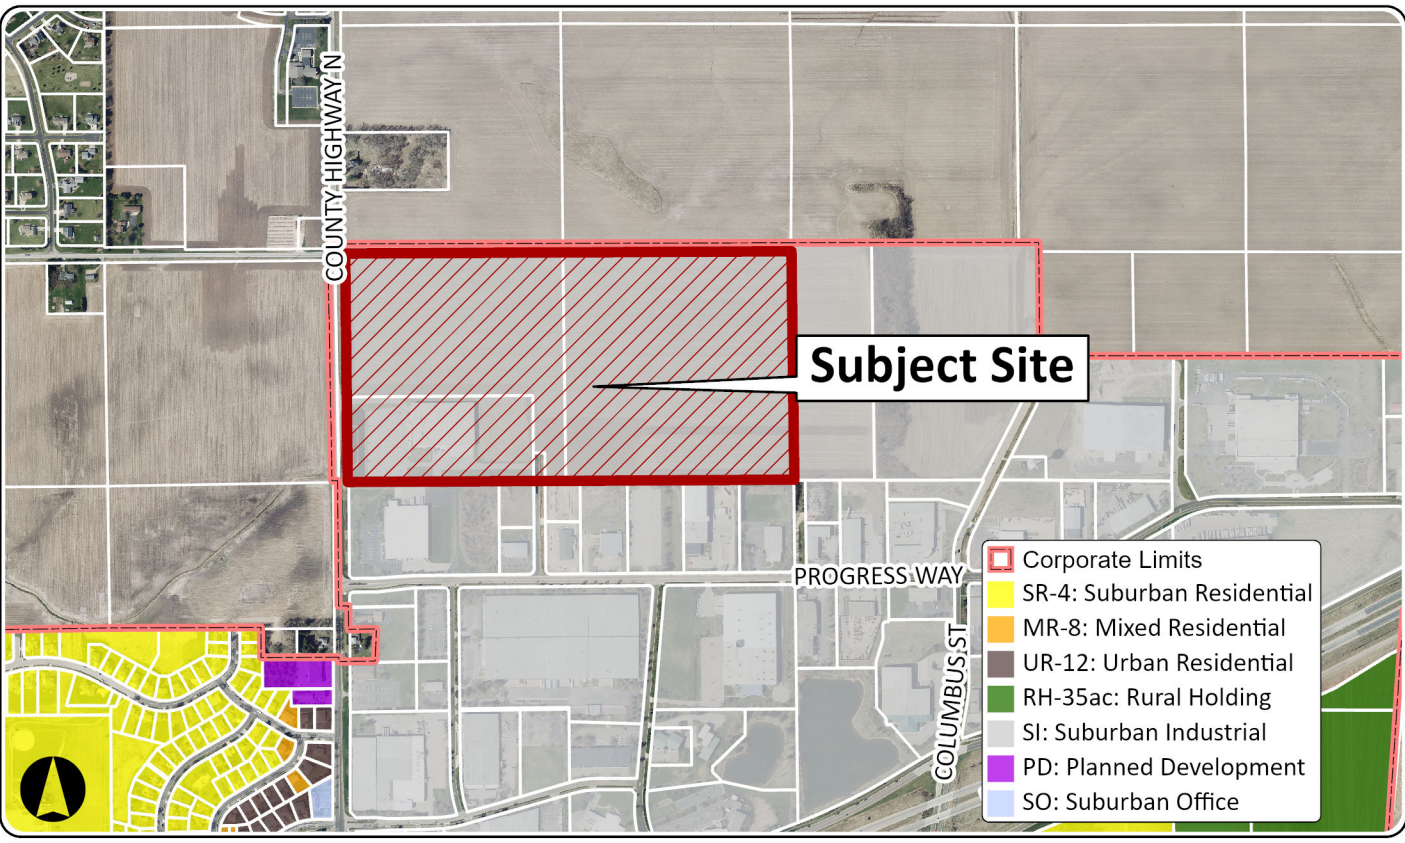 COUNTY HIGHWAY N
Subject Site
PROGRESS WAY
COLUMBUS ST
Corporate Limits
SR-4: Suburban Residential
MR-8: Mixed Residential
UR-12: Urban Residential
RH-35ac: Rural Holding
SI: Suburban Industrial
PD: Planned Development
SO: Suburban Office